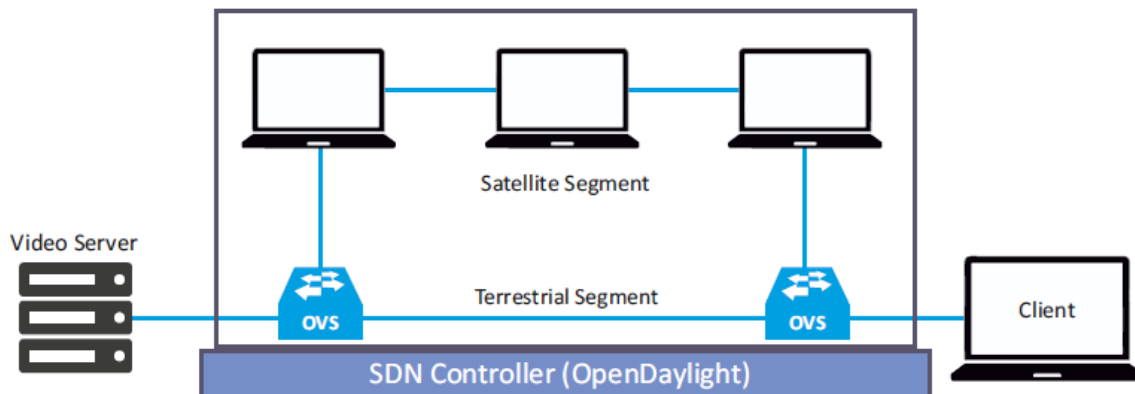 Satellite Segment
Video Server
Terrestrial Segment
OVS
OVS
Client
SDN Controller (OpenDaylight)